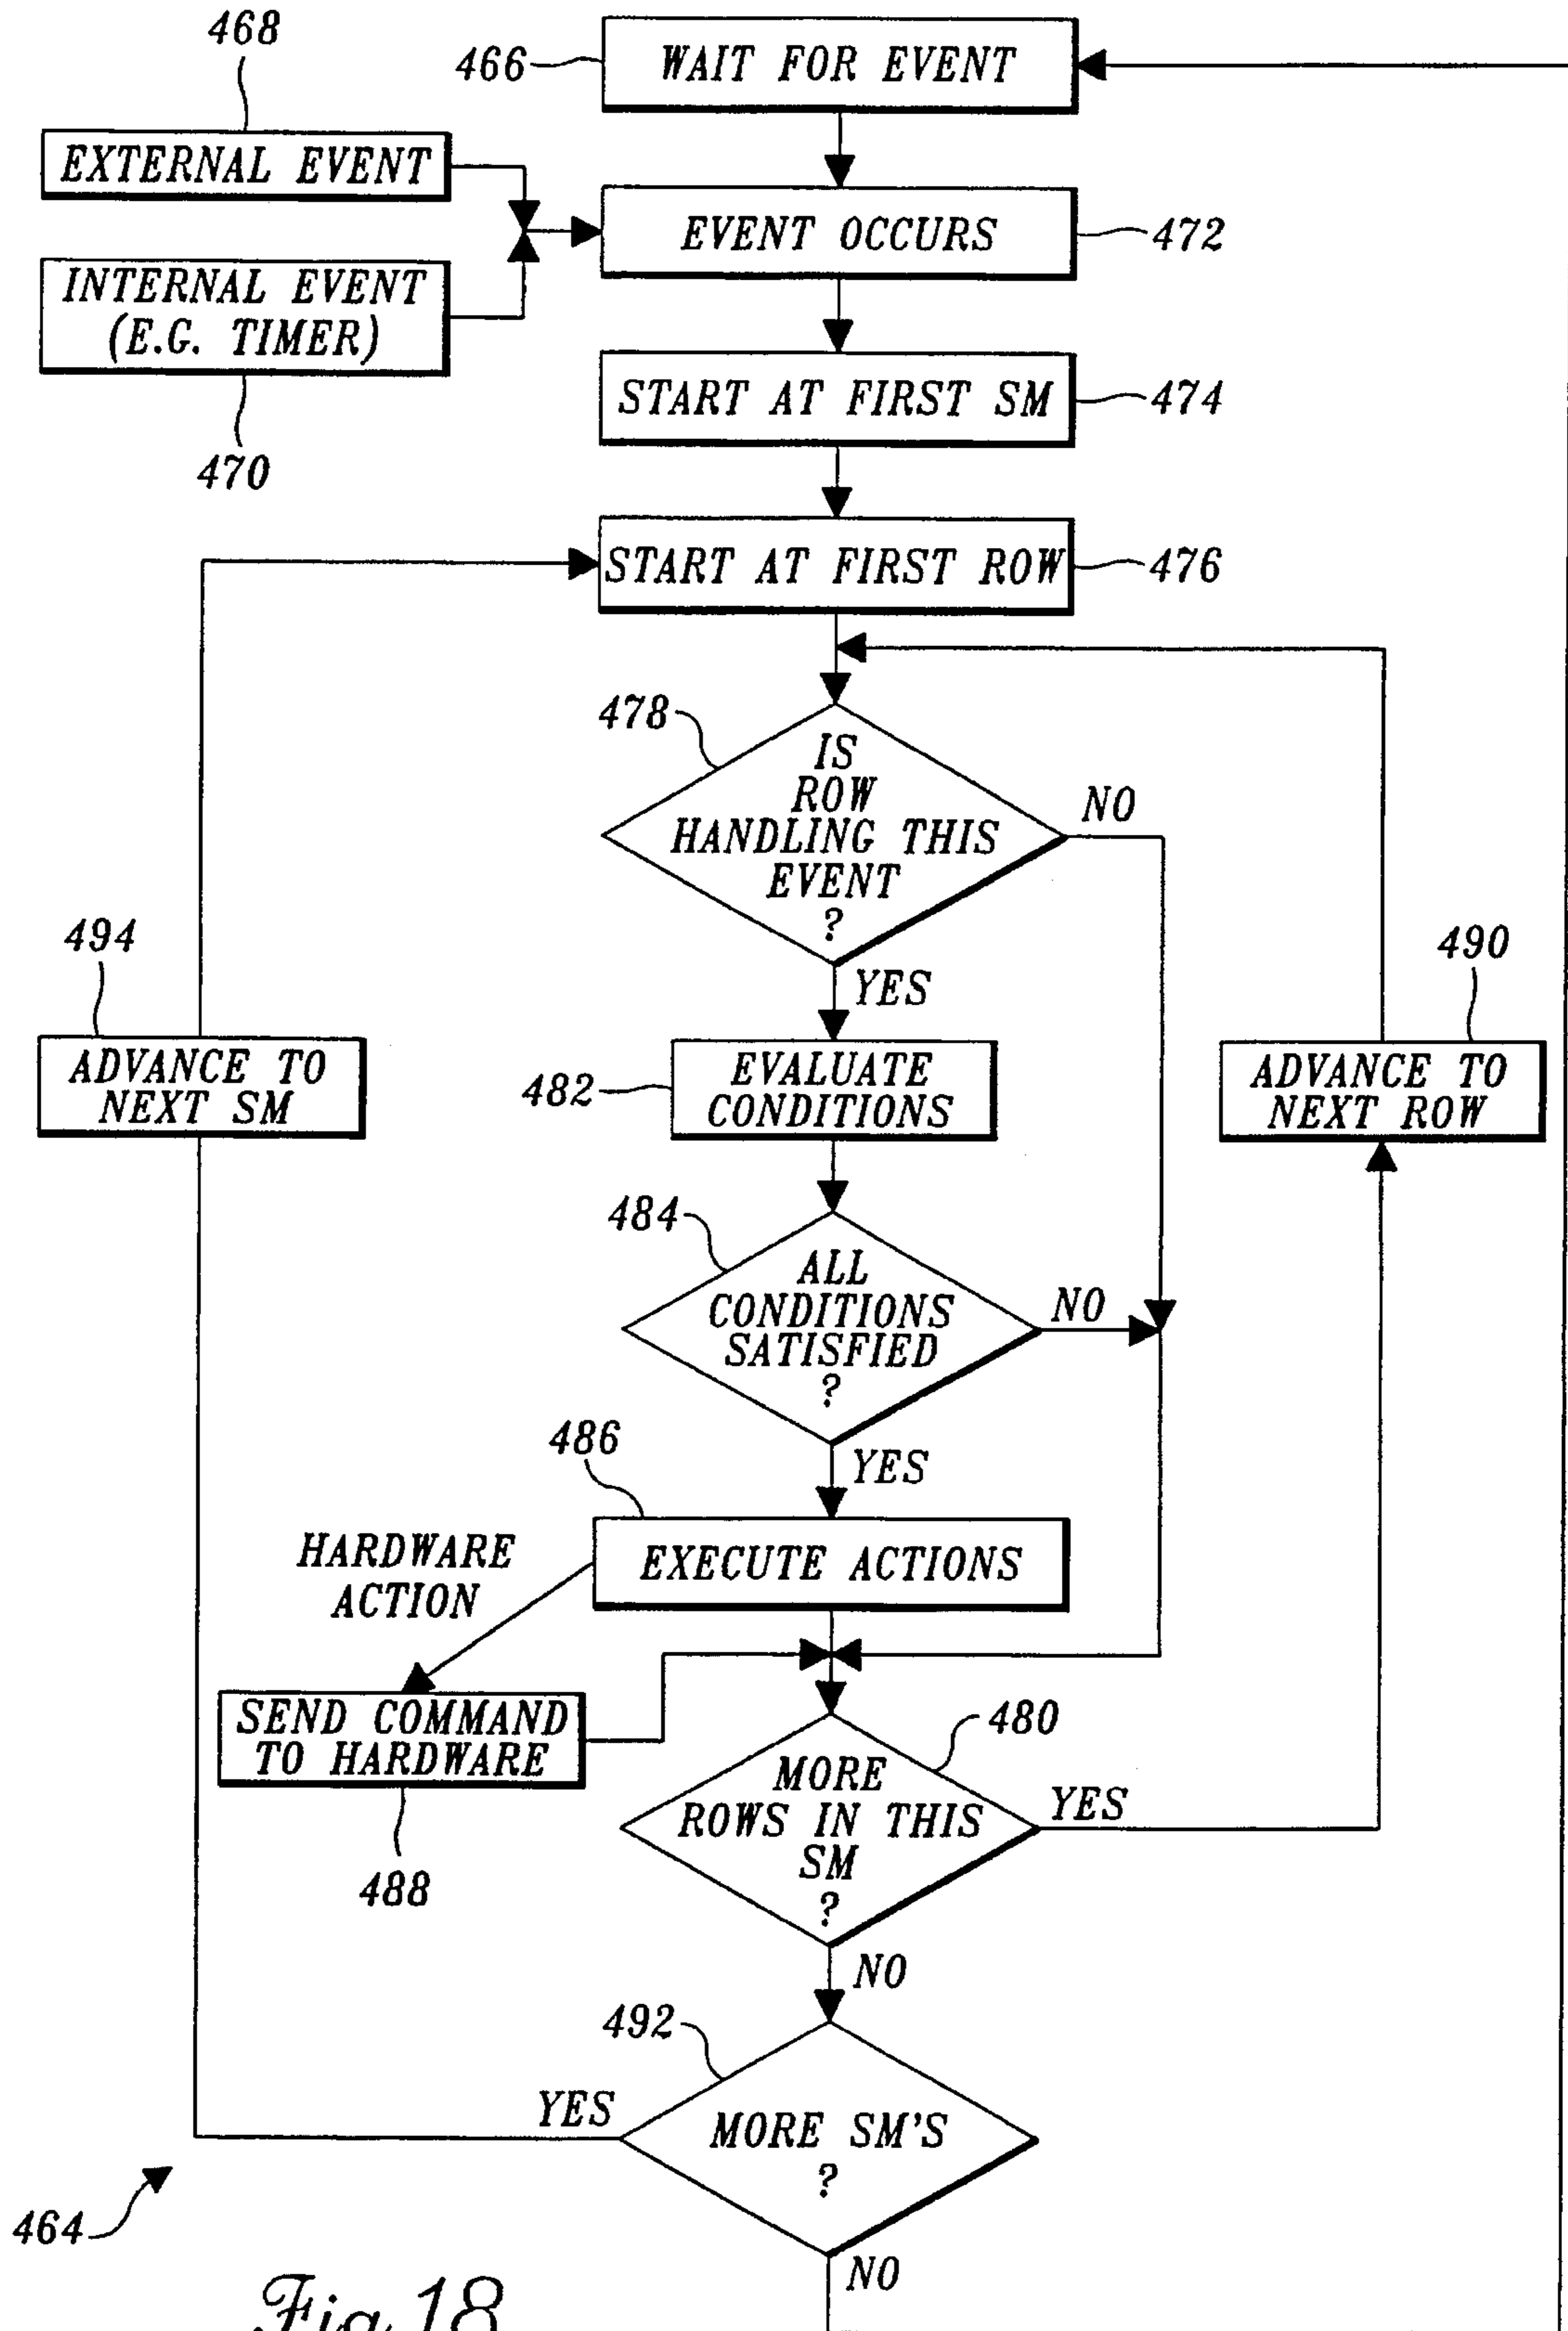 468
466
WAIT FOR EVENT
EXTERNAL EVENT
EVENT OCCURS
472
INTERNAL EVENT
(E.G. TIMER)
470
START AT FIRST SM
474
START AT FIRST ROW
476
478
IS
ROW
HANDLING THIS
EVENT
?
NO
YES
494
ADVANCE TO
NEXT SM
482
EVALUATE
CONDITIONS
490
ADVANCE TO
NEXT ROW
484
ALL
CONDITIONS
SATISFIED
?
NO
YES
486
EXECUTE ACTIONS
HARDWARE
ACTION
SEND COMMAND
TO HARDWARE
488
480
MORE
ROWS IN THIS
SM
?
YES
NO
492
MORE SM'S
?
YES
NO
464
Fig. 18